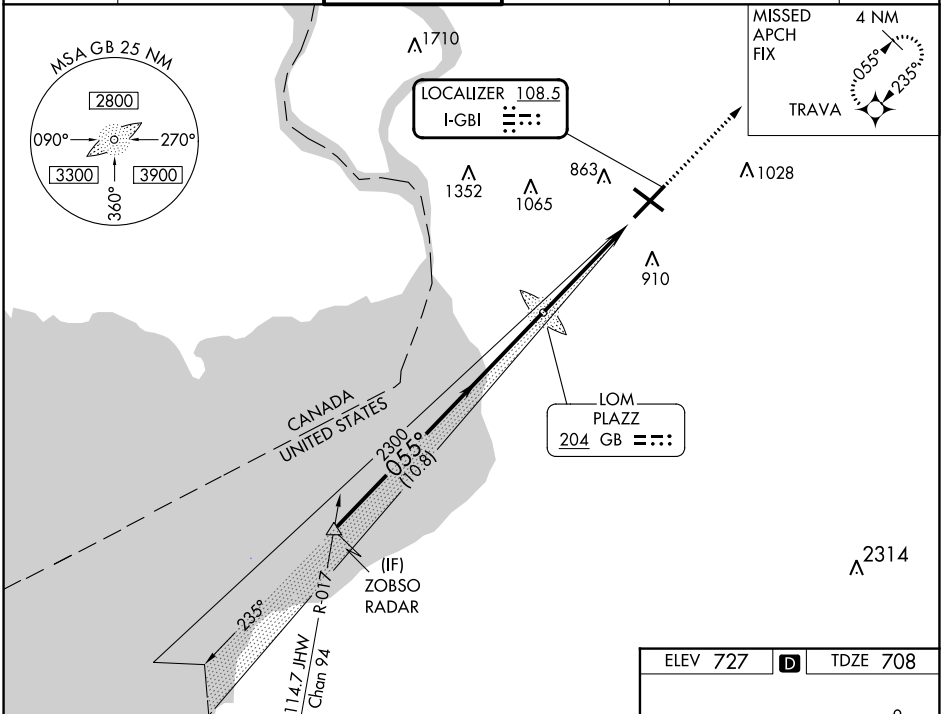 MISSED
APCH
FIX
4 NM
055°
235°
TRAVA
1710
MSA GB 25 NM
2800
090°
270°
3300
3900
360°
LOCALIZER 108.5
I-GBI
1352
1065
863
1028
910
CANADA
UNITED STATES
LOM
PLAZZ
204 GB
2300
055°
(10.8)
(IF)
ZOBSO
RADAR
235°
R-017
114.7 JHW
Chan 94
2314
ELEV 727
D
TDZE 708